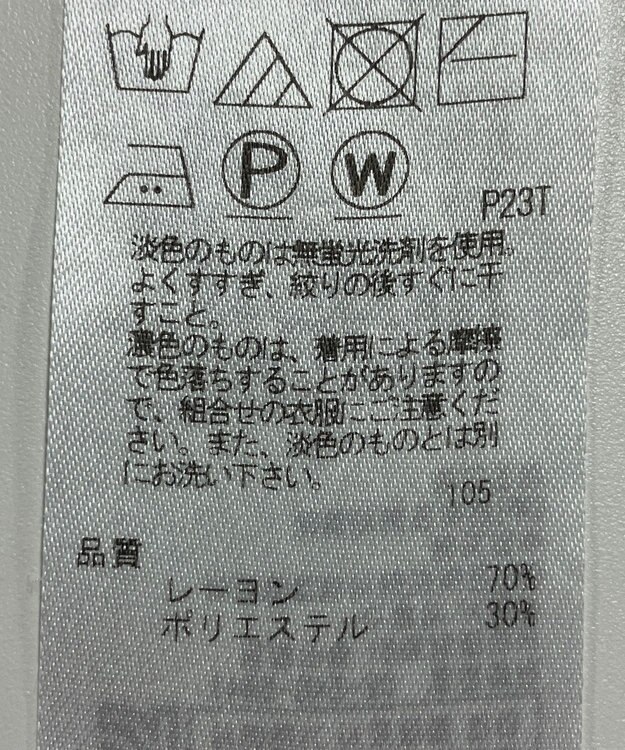 P W
P23T
淡色のものは無蛍光洗剤を使用。
よくすすぎ、絞りの後すぐに干
すこと。
濃色のものは、着用による摩擦
で色落ちすることがありますの
で、組合せの衣服にご注意くだ
さい。また、淡色のものとは別
にお洗い下さい。
105
品質
レーヨン 70%
ポリエステル 30%